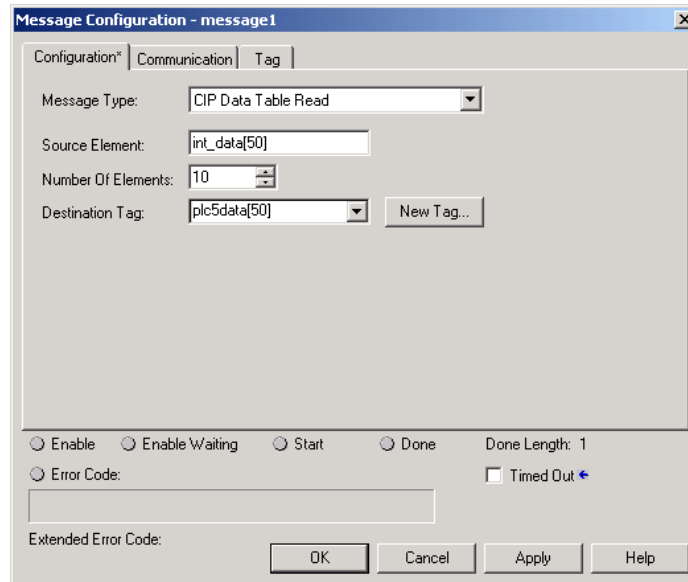 Message Configuration - message1
Configuration* Communication Tag
Message Type: CIP Data Table Read
Source Element: int_data[50]
Number Of Elements: 10
Destination Tag: plc5data[50] New Tag...
Enable Enable Waiting Start Done Done Length: 1
Error Code: Timed Out
Extended Error Code:
OK Cancel Apply Help